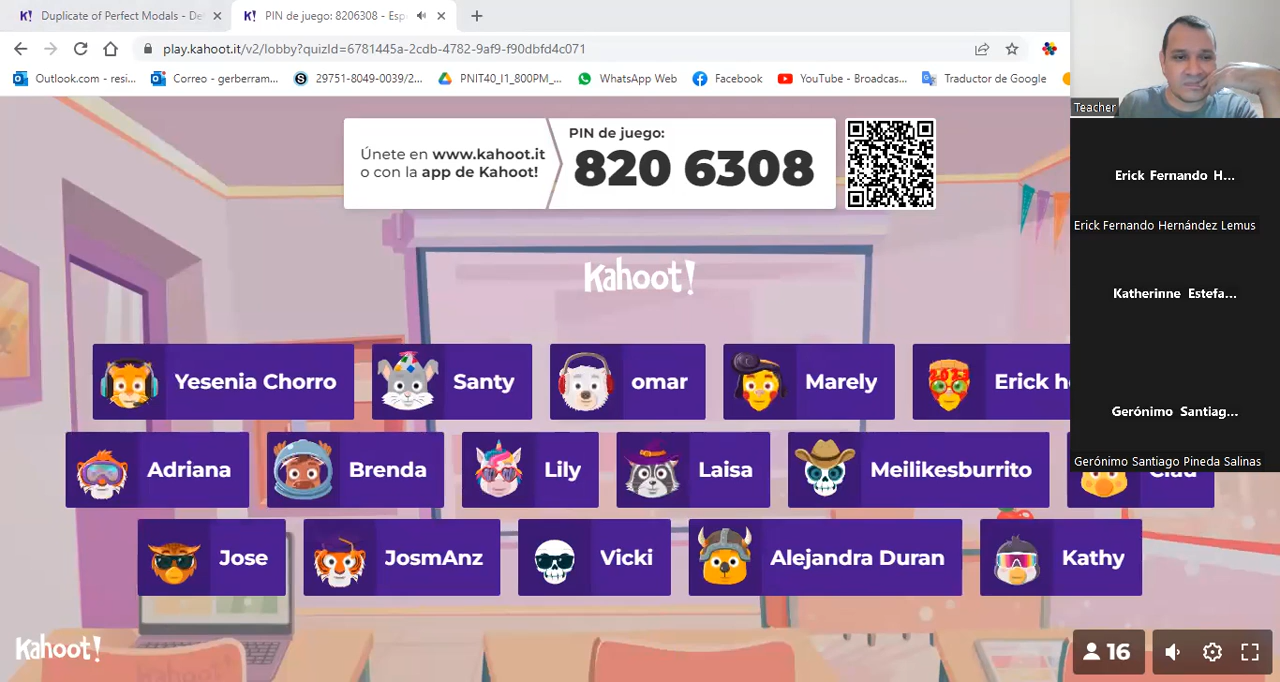 Duplicate of Perfect Modals - De
PIN de juego: 8206308 - Esp
play.kahoot.it/v2/lobby?quizId=6781445a-2cdb-4782-9af9-f90dbfd4c071
Outlook.com - resi...
Correo - gerberram...
29751-8049-0039/2...
PNIT40_I1_800PM_...
WhatsApp Web
Facebook
YouTube - Broadcas...
Traductor de Google
Únete en www.kahoot.it
o con la app de Kahoot!
PIN de juego:
820 6308
Kahoot!
Yesenia Chorro
Santy
omar
Marely
Erick h
Adriana
Brenda
Lily
Laisa
Meilikesburrito
Jose
JosmAnz
Vicki
Alejandra Duran
Kathy
Kahoot!
16
Teacher
Erick Fernando H...
Erick Fernando Hernández Lemus
Katherinne Estefa...
Gerónimo Santiag...
Gerónimo Santiago Pineda Salinas